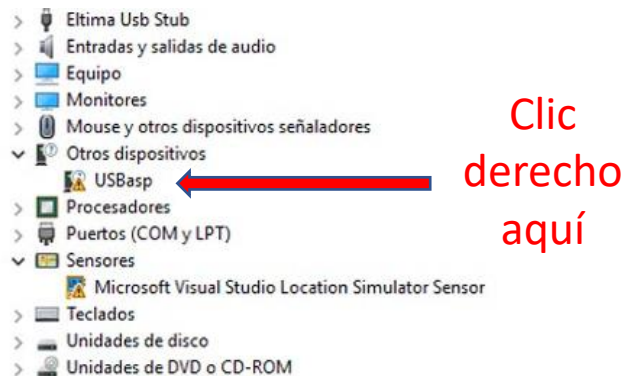 Eltima Usb Stub
Entradas y salidas de audio
Equipo
Monitores
Mouse y otros dispositivos señaladores
Otros dispositivos
USBasp
Procesadores
Puertos (COM y LPT)
Sensores
Microsoft Visual Studio Location Simulator Sensor
Teclados
Unidades de disco
Unidades de DVD o CD-ROM
Clic
derecho
aquí